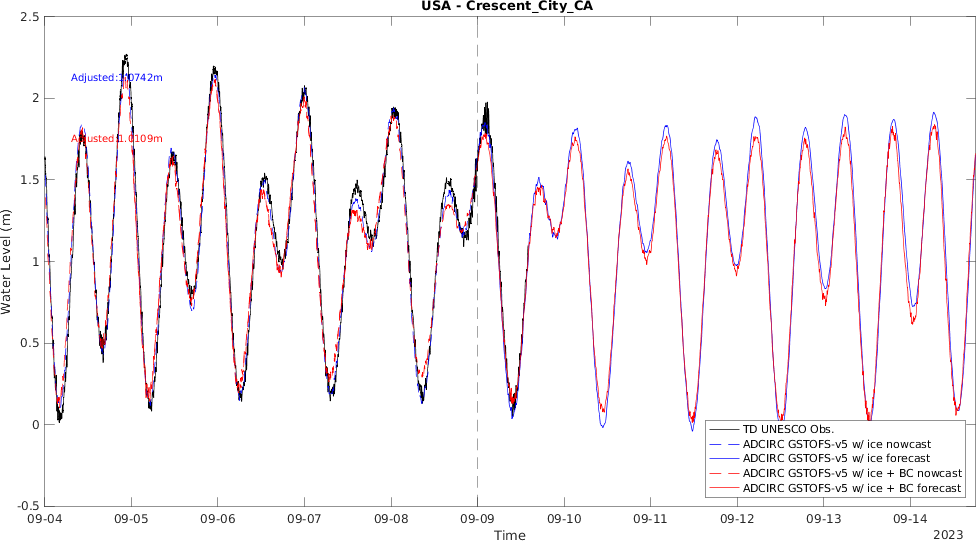 USA - Crescent_City_CA
2.5
2
1.5
1
0.5
0
-0.5
Water Level (m)
Adjusted:1.0742m
Adjusted:1.0109m
TD UNESCO Obs.
ADCIRC GSTOFS-v5 w/ ice nowcast
ADCIRC GSTOFS-v5 w/ ice forecast
ADCIRC GSTOFS-v5 w/ ice + BC nowcast
ADCIRC GSTOFS-v5 w/ ice + BC forecast
09-04 09-05 09-06 09-07 09-08 09-09 09-10 09-11 09-12 09-13 09-14
Time
2023